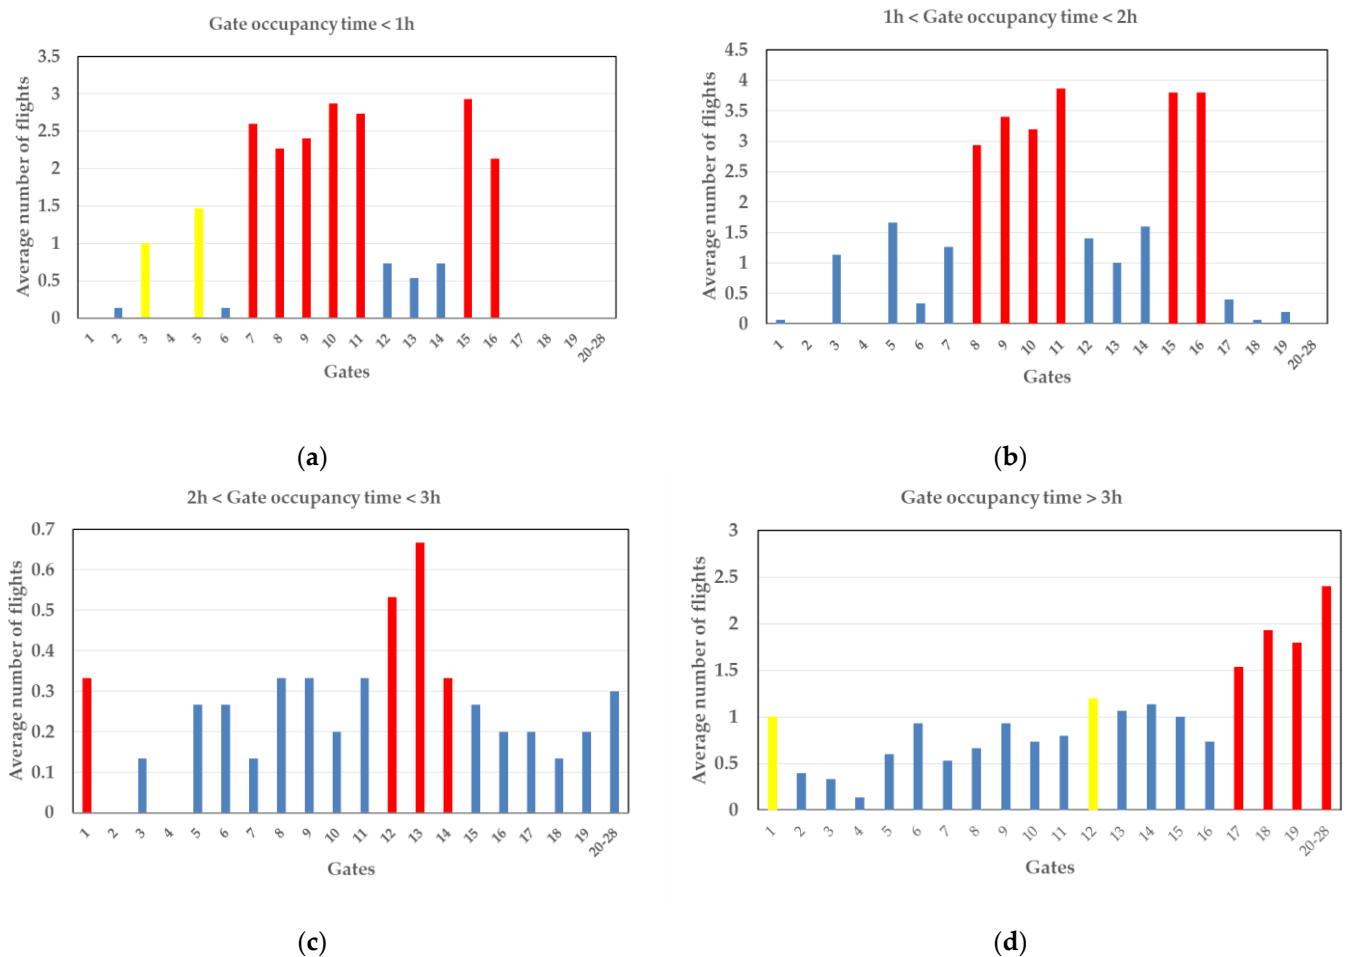 Gate occupancy time < 1h
Average number of flights
3.5
3
2.5
2
1.5
1
0.5
0
1 2 3 4 5 6 7 8 9 10 11 12 13 14 15 16 17 18 19 20-28
Gates
(a)
1h < Gate occupancy time < 2h
Average number of flights
4.5
4
3.5
3
2.5
2
1.5
1
0.5
0
1 2 3 4 5 6 7 8 9 10 11 12 13 14 15 16 17 18 19 20-28
Gates
(b)
2h < Gate occupancy time < 3h
Average number of flights
0.7
0.6
0.5
0.4
0.3
0.2
0.1
0
1 2 3 4 5 6 7 8 9 10 11 12 13 14 15 16 17 18 19 20-28
Gates
(c)
Gate occupancy time > 3h
Average number of flights
3
2.5
2
1.5
1
0.5
0
1 2 3 4 5 6 7 8 9 10 11 12 13 14 15 16 17 18 19 20-28
Gates
(d)